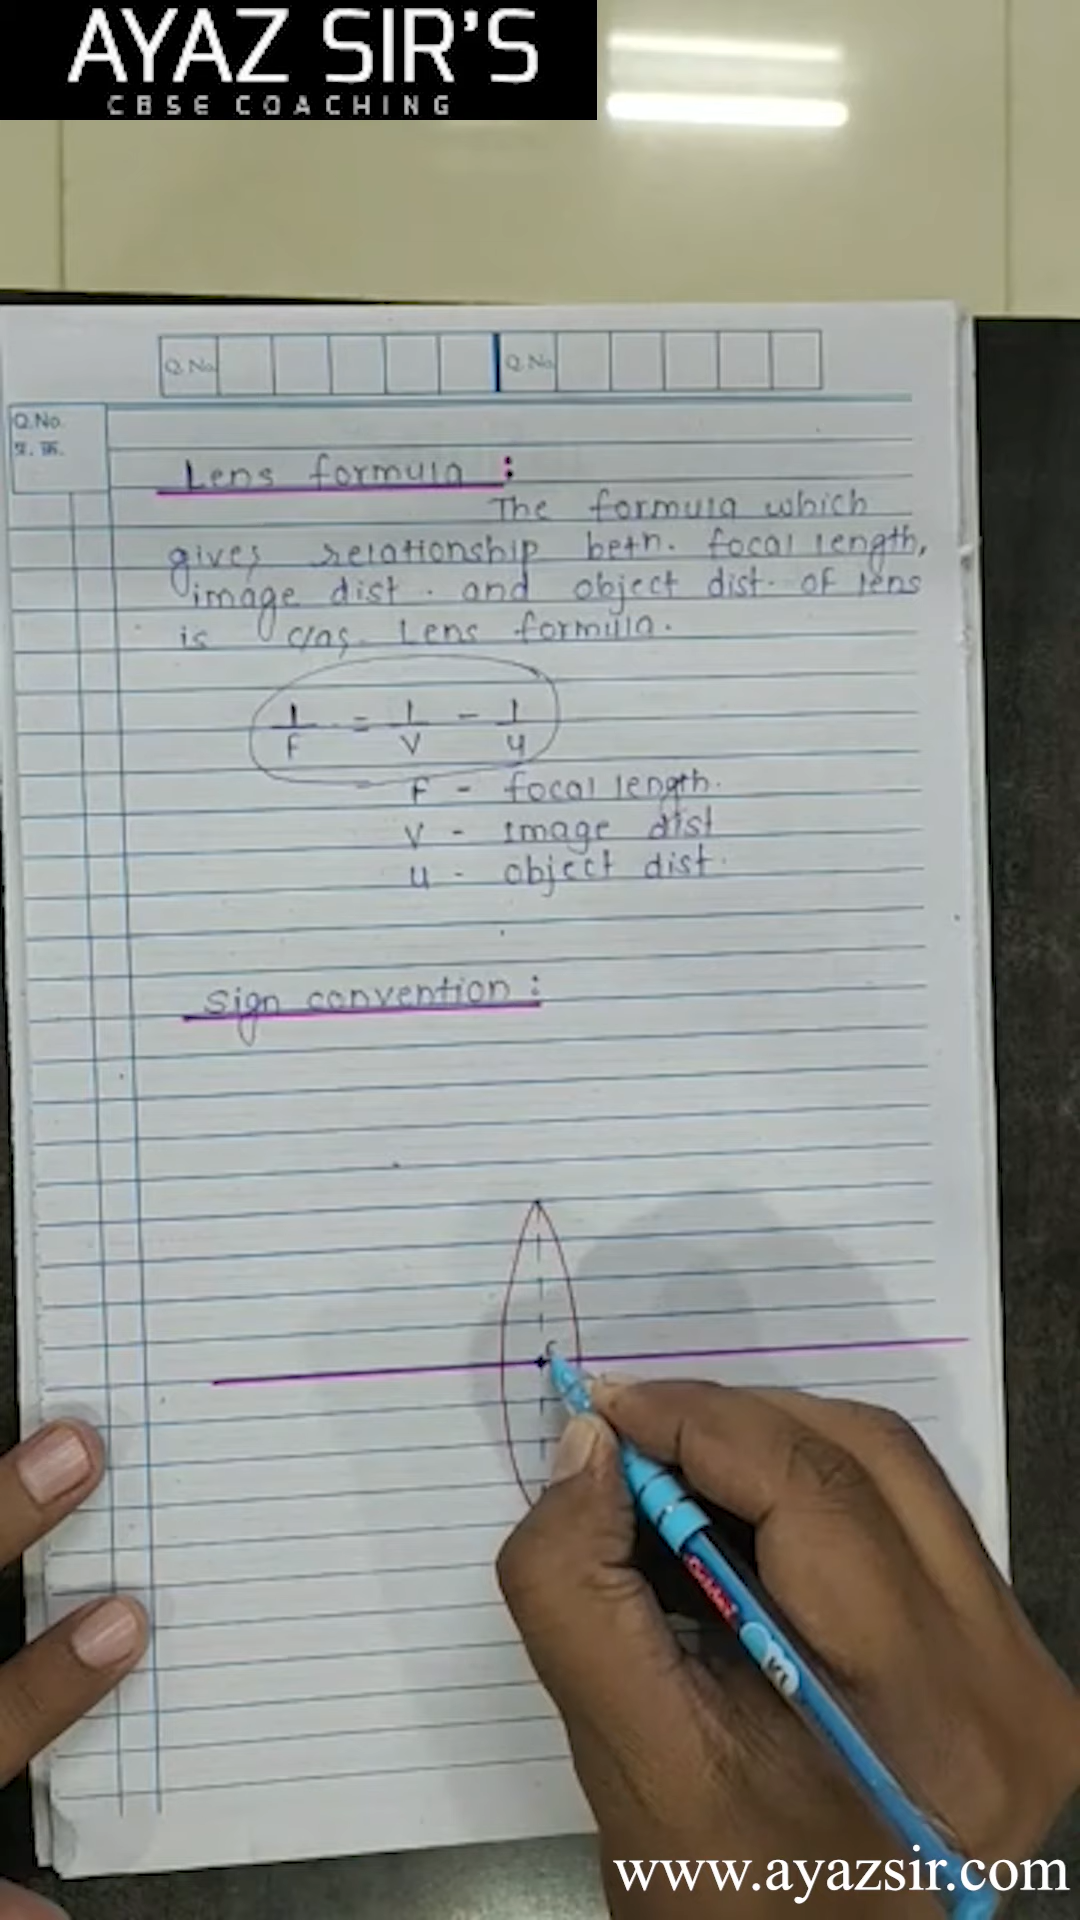 AYAZ SIR'S
CBSE COACHING
Q.No. Q.No.
Q.No.
प्र. क्र.
Lens formula :
The formula which
gives relationship betn. focal length,
image dist. and object dist. of lens
is c/as Lens formula.
1/F = 1/V - 1/u
F - focal length.
V - Image dist
u - object dist.
Sign convention :
www.ayazsir.com